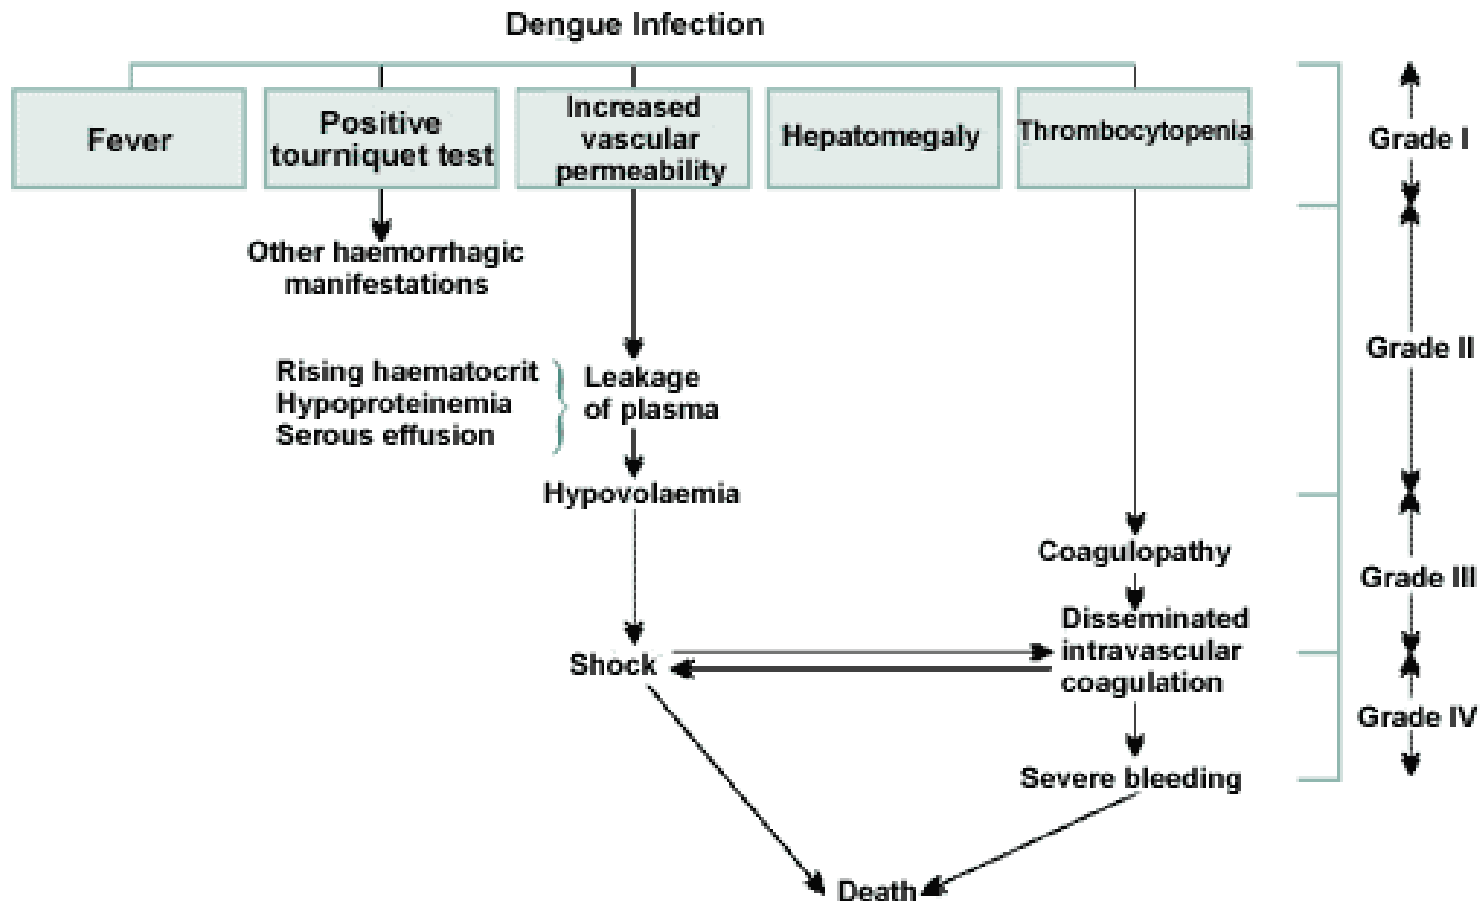 Dengue Infection
Fever
Positive
tourniquet test
Increased
vascular
permeability
Hepatomegaly
Thrombocytopenia
Grade I
Other haemorrhagic
manifestations
Grade II
Rising haematocrit
Hypoproteinemia
Serous effusion
Leakage
of plasma
Hypovolaemia
Coagulopathy
Grade III
Disseminated
intravascular
coagulation
Shock
Grade IV
Severe bleeding
Death